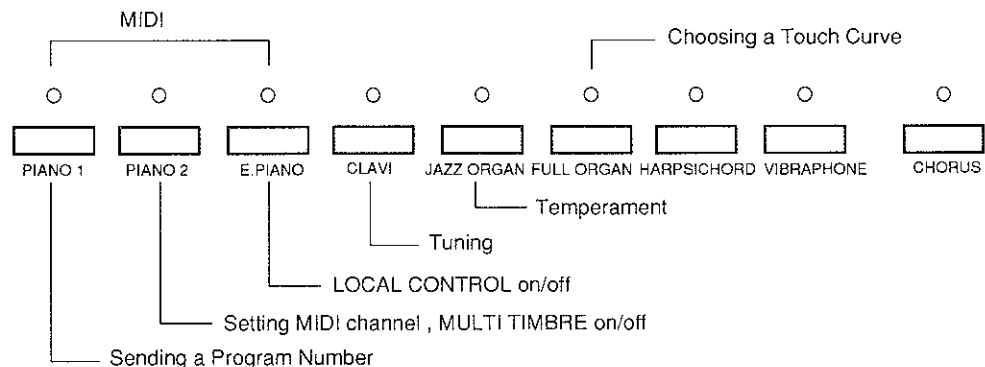 MIDI
Choosing a Touch Curve
PIANO 1 PIANO 2 E.PIANO CLAVI JAZZ ORGAN FULL ORGAN HARPSICHORD VIBRAPHONE CHORUS
Temperament
Tuning
LOCAL CONTROL on/off
Setting MIDI channel , MULTI TIMBRE on/off
Sending a Program Number